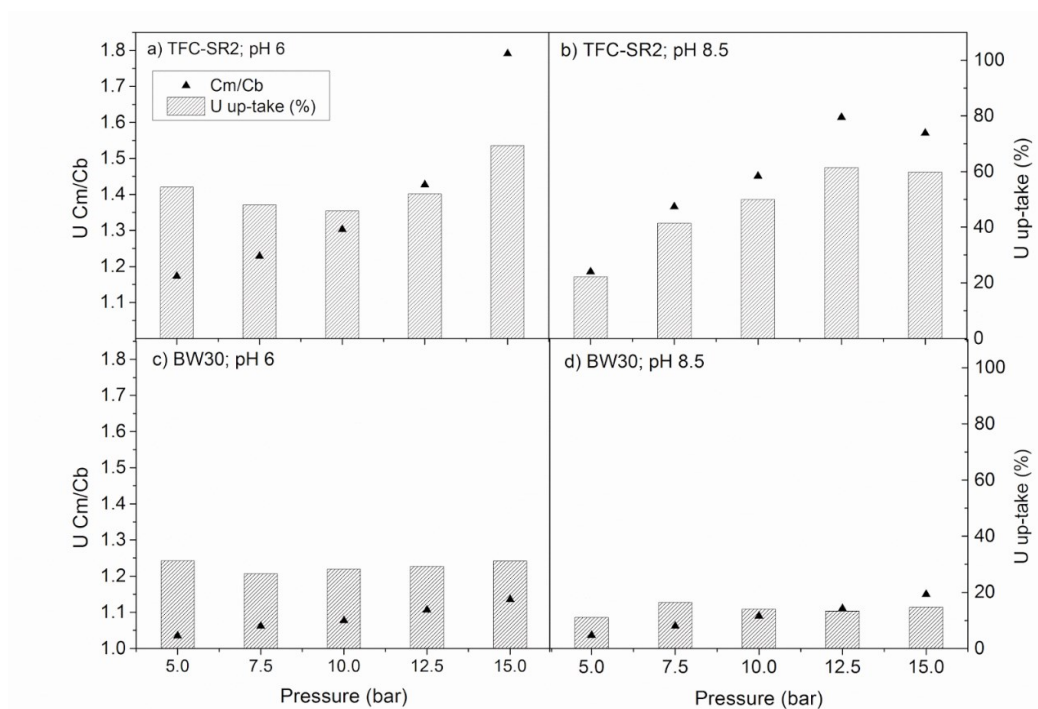 a) TFC-SR2; pH 6
Cm/Cb
U up-take (%)
U Cm/Cb
1.8
1.7
1.6
1.5
1.4
1.3
1.2
1.1
b) TFC-SR2; pH 8.5
100
80
60
40
20
0
U up-take (%)
c) BW30; pH 6
U Cm/Cb
1.8
1.7
1.6
1.5
1.4
1.3
1.2
1.1
1.0
5.0 7.5 10.0 12.5 15.0
Pressure (bar)
d) BW30; pH 8.5
100
80
60
40
20
0
U up-take (%)
5.0 7.5 10.0 12.5 15.0
Pressure (bar)